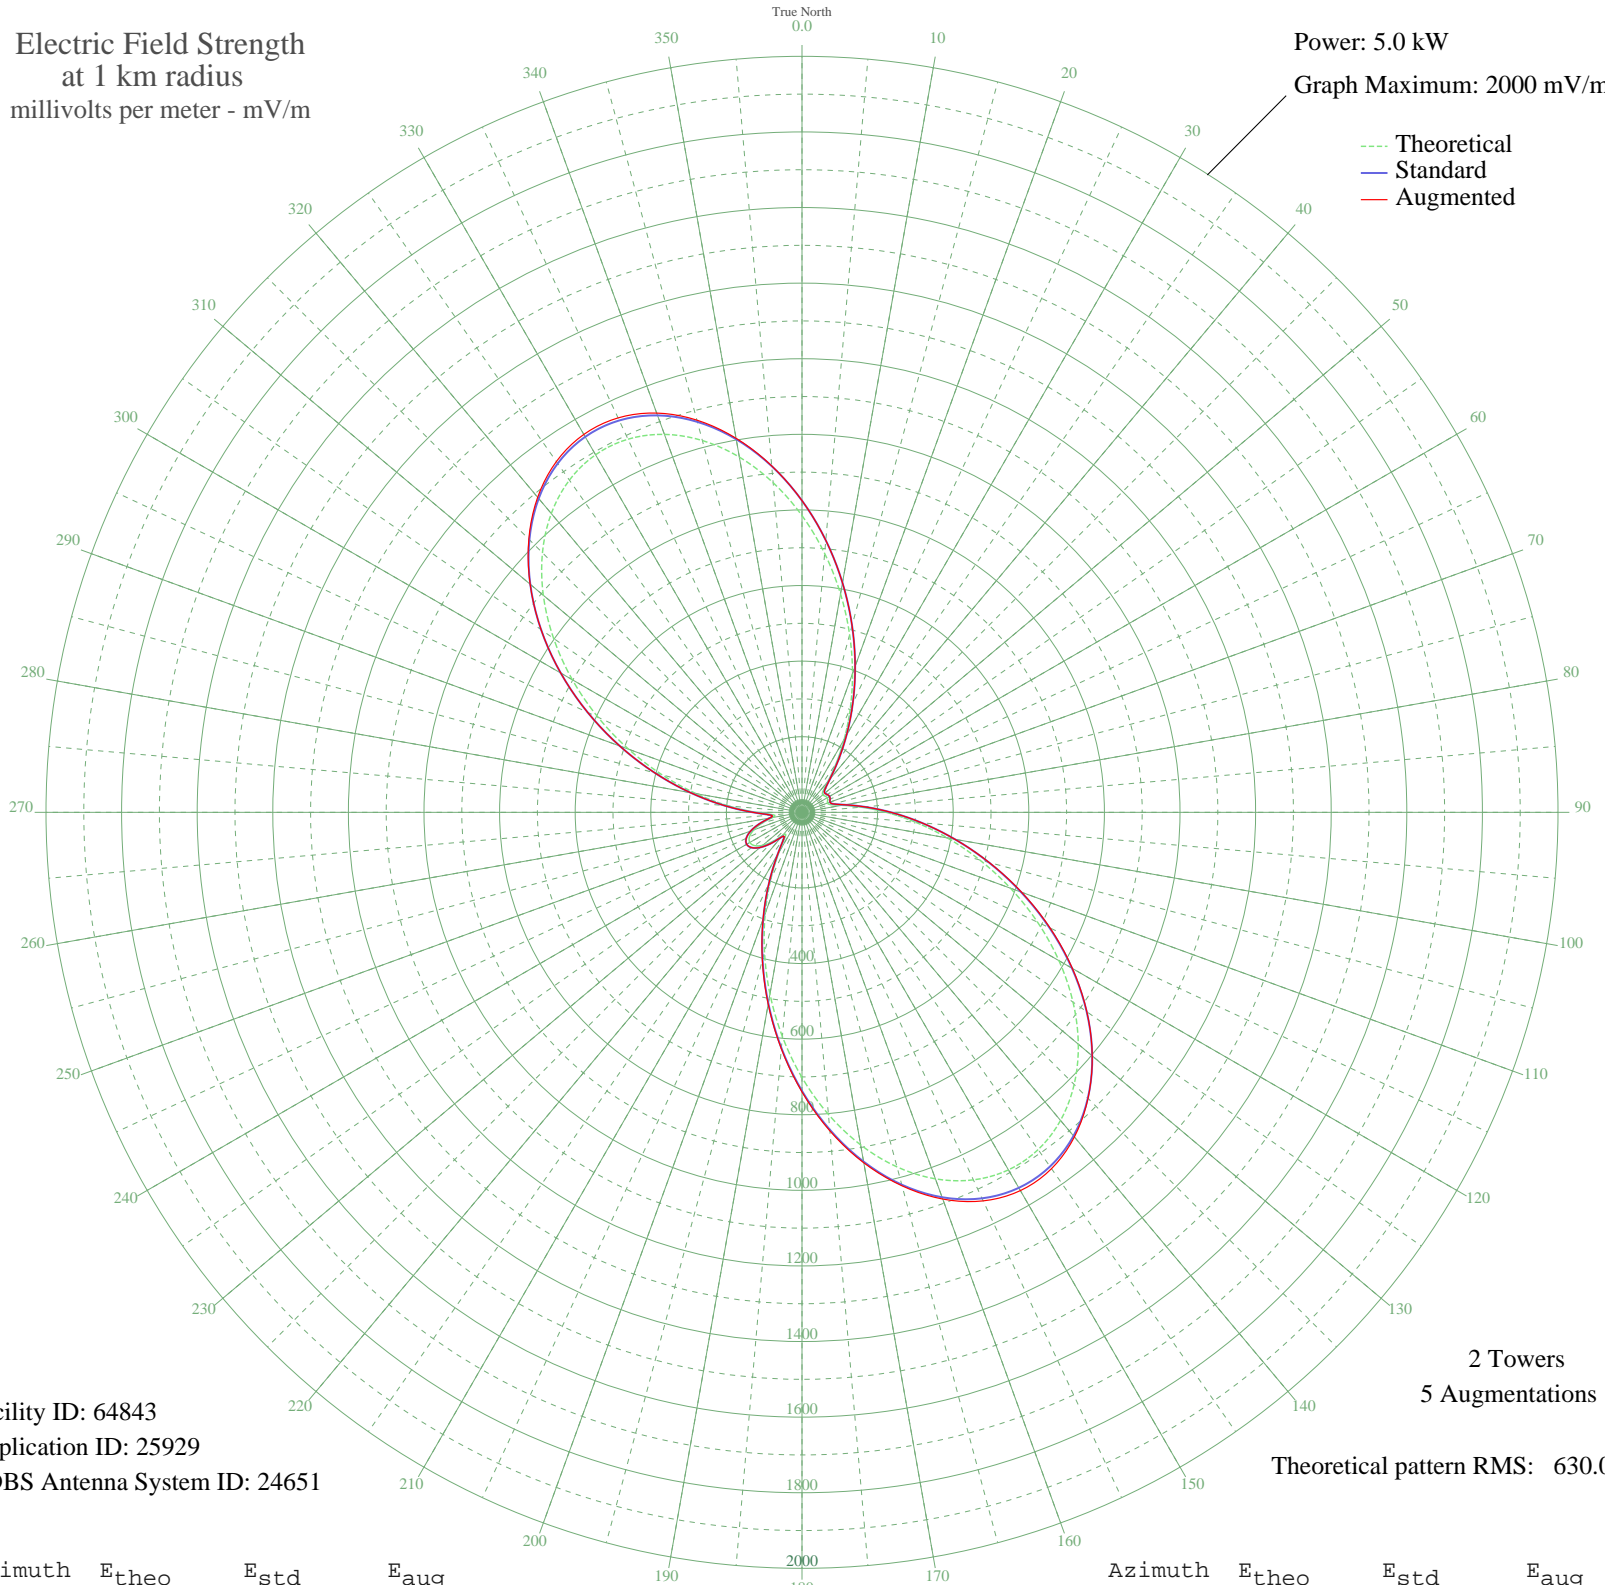 True North
0.0
Electric Field Strength
at 1 km radius
millivolts per meter - mV/m
Power: 5.0 kW
Graph Maximum: 2000 mV/m
Theoretical
Standard
Augmented
10
20
30
40
50
60
70
80
90
100
110
120
130
140
150
160
170
190
200
210
220
230
240
250
260
270
280
290
300
310
320
330
340
350
400
600
800
1000
1200
1400
1600
1800
2000
2 Towers
5 Augmentations
Theoretical pattern RMS: 630.0
cility ID: 64843
plication ID: 25929
DBS Antenna System ID: 24651
imuth Etheo Estd Eaug
Azimuth Etheo Estd Eaug